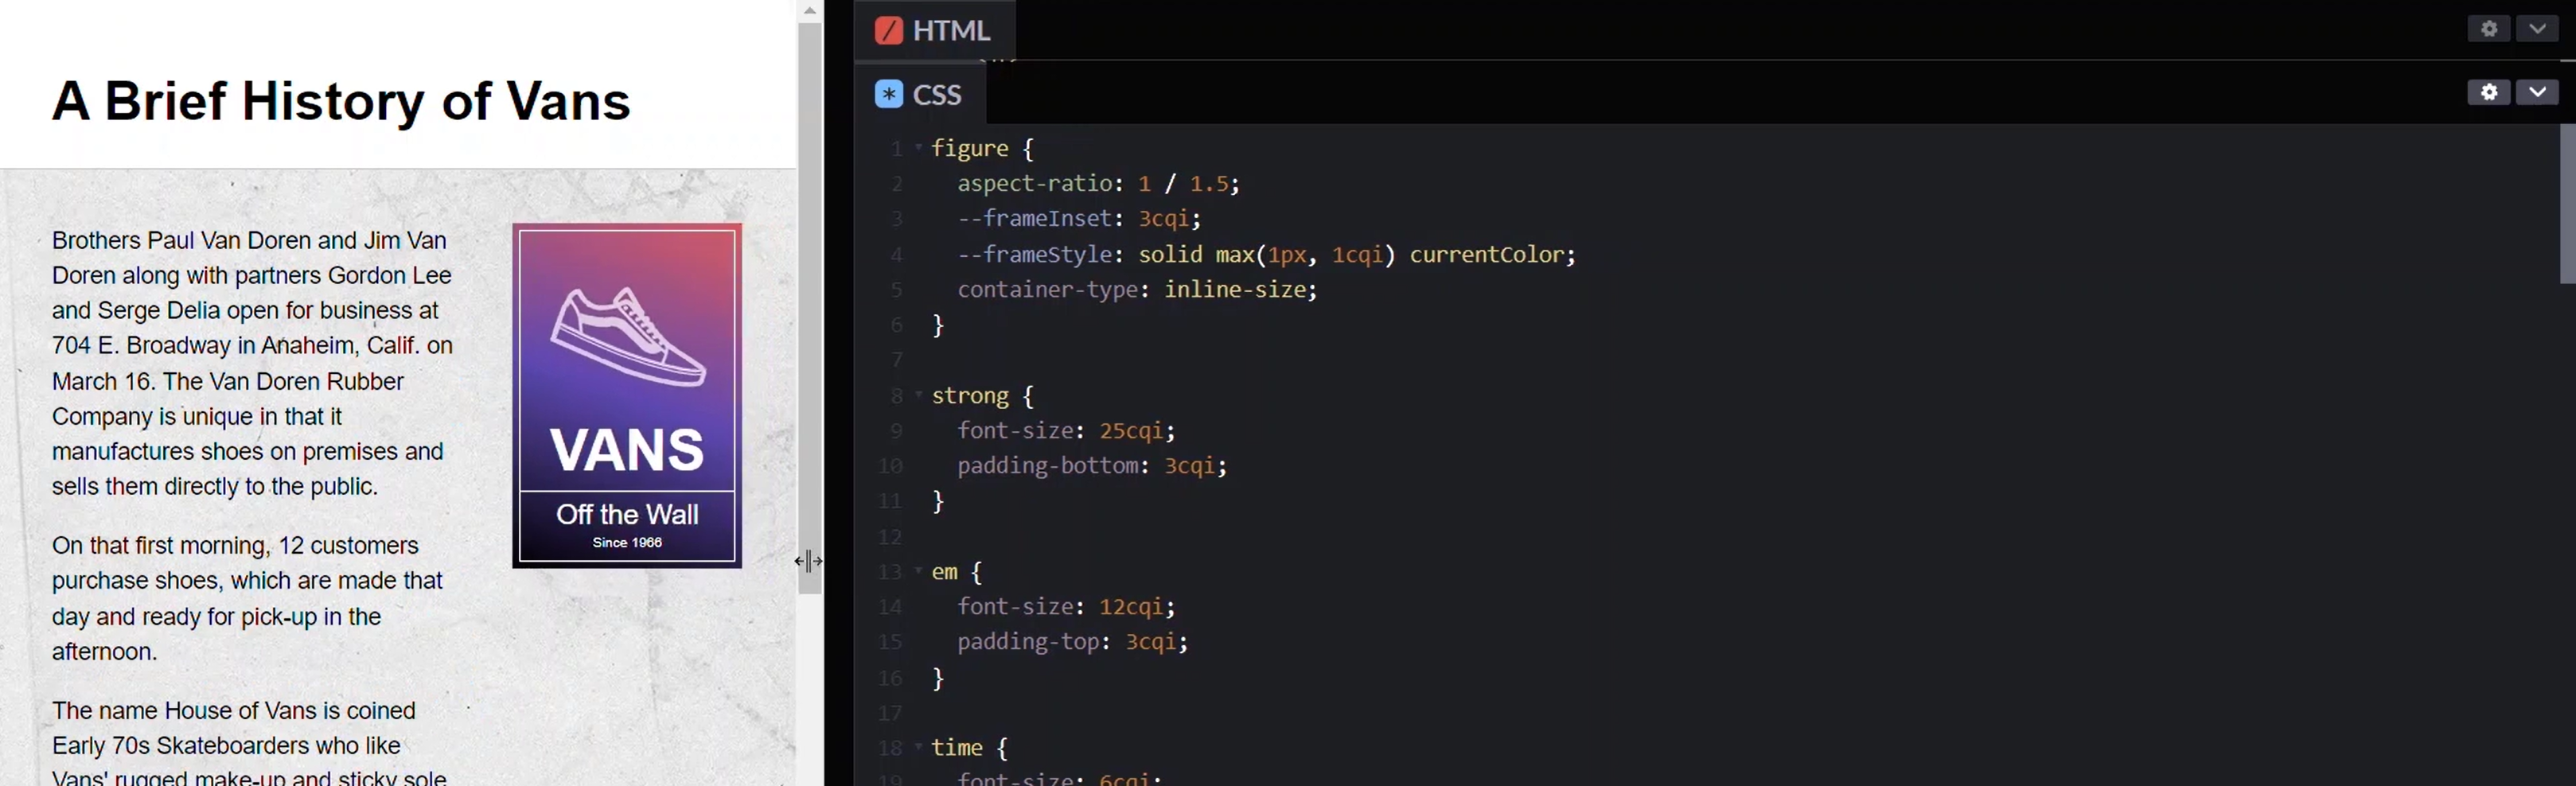 A Brief History of Vans
Brothers Paul Van Doren and Jim Van
Doren along with partners Gordon Lee
and Serge Delia open for business at
704 E. Broadway in Anaheim, Calif. on
March 16. The Van Doren Rubber
Company is unique in that it
manufactures shoes on premises and
sells them directly to the public.
On that first morning, 12 customers
purchase shoes, which are made that
day and ready for pick-up in the
afternoon.
The name House of Vans is coined
Early 70s Skateboarders who like
Vans' rugged make-up and sticky sole
VANS
Off the Wall
Since 1966
/ HTML
* CSS
1 figure {
2 aspect-ratio: 1 / 1.5;
3 --frameInset: 3cqi;
4 --frameStyle: solid max(1px, 1cqi) currentColor;
5 container-type: inline-size;
6 }
7
8 strong {
9 font-size: 25cqi;
10 padding-bottom: 3cqi;
11 }
12
13 em {
14 font-size: 12cqi;
15 padding-top: 3cqi;
16 }
17
18 time {
19 font-size: 6cqi;